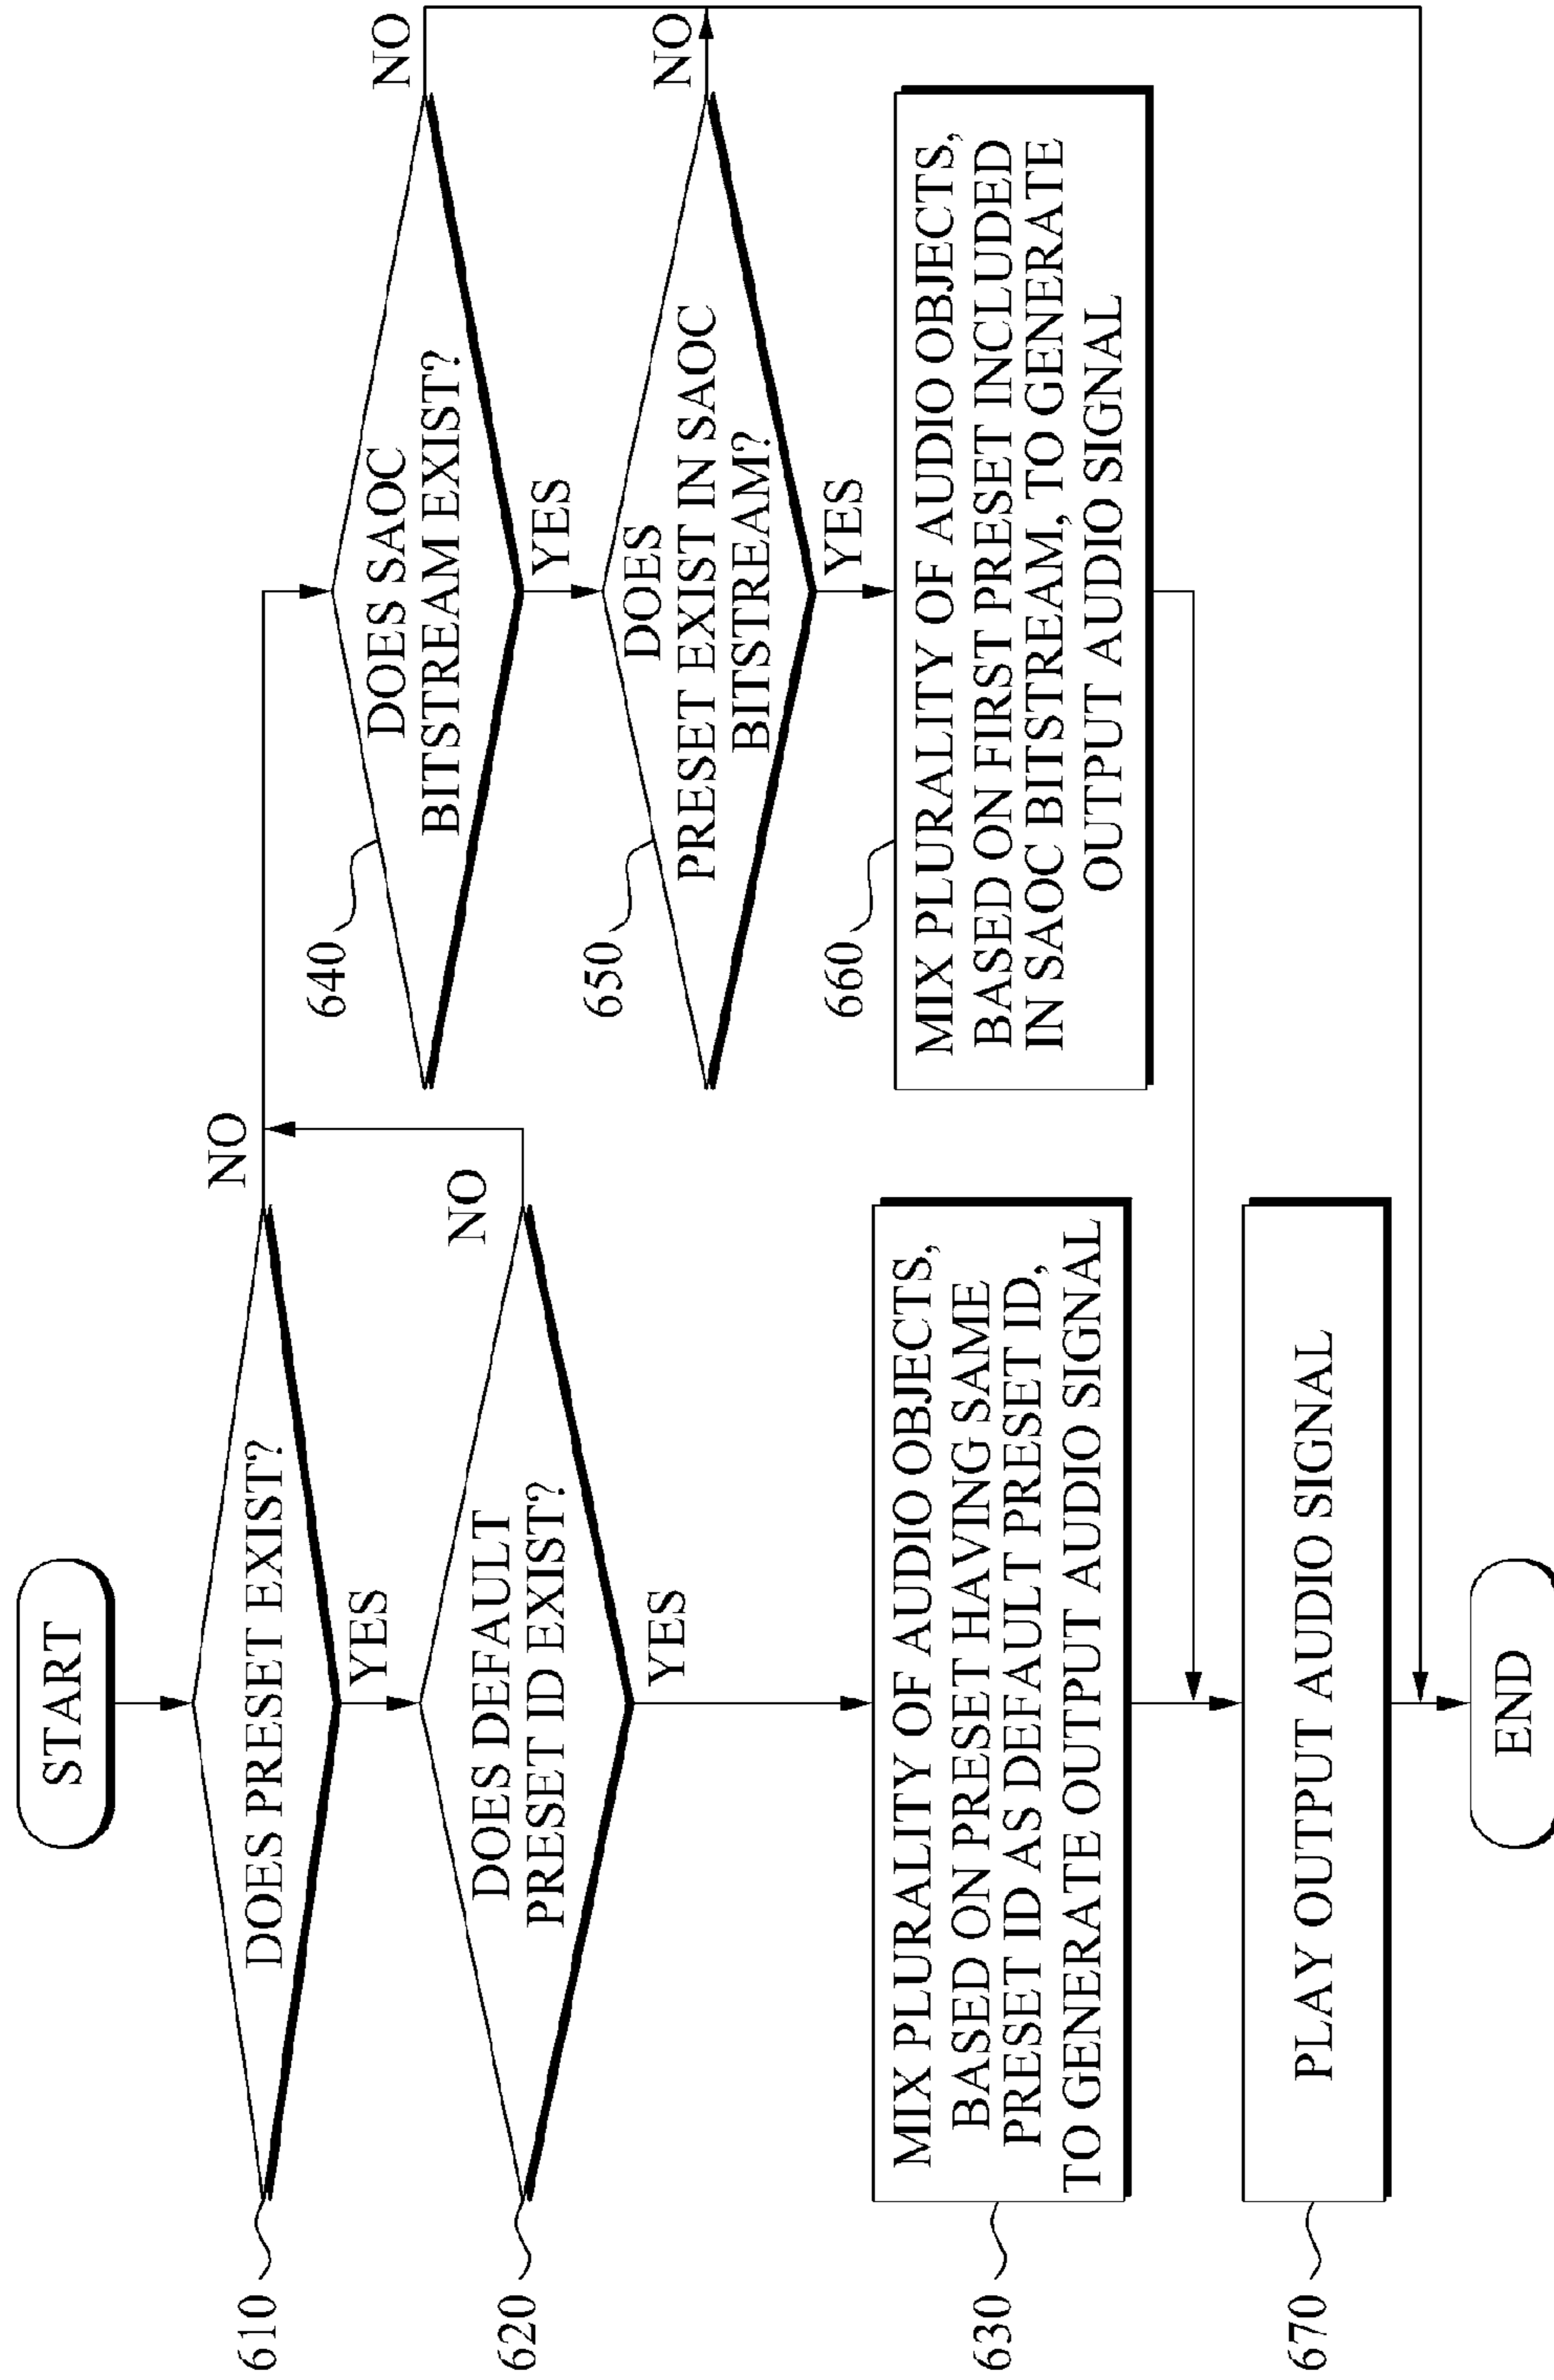 START
610
DOES PRESET EXIST?
NO
YES
620
DOES DEFAULT
PRESET ID EXIST?
NO
YES
630
MIX PLURALITY OF AUDIO OBJECTS,
BASED ON PRESET HAVING SAME
PRESET ID AS DEFAULT PRESET ID,
TO GENERATE OUTPUT AUDIO SIGNAL
640
DOES SAOC
BITSTREAM EXIST?
NO
YES
650
DOES
PRESET EXIST IN SAOC
BITSTREAM?
NO
YES
660
MIX PLURALITY OF AUDIO OBJECTS,
BASED ON FIRST PRESET INCLUDED
IN SAOC BITSTREAM, TO GENERATE
OUTPUT AUDIO SIGNAL
670
PLAY OUTPUT AUDIO SIGNAL
END